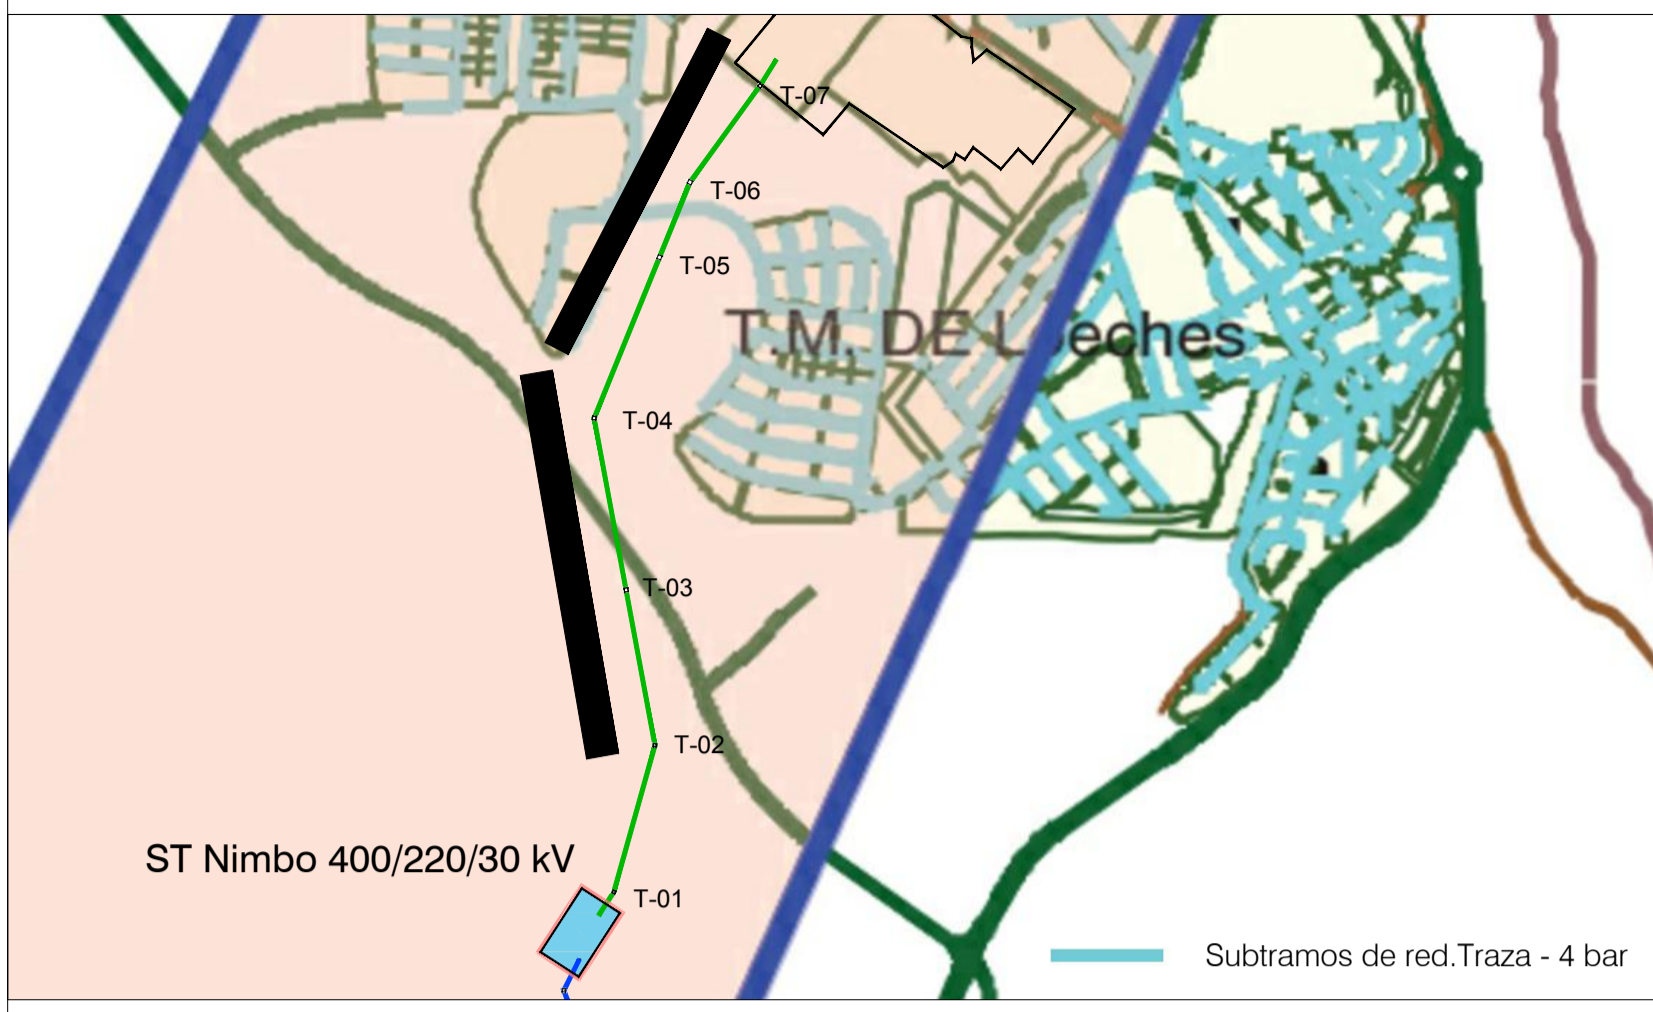 T-07
T-06
T-05
T.M. DE Loeches
T-04
T-03
T-02
ST Nimbo 400/220/30 kV
T-01
Subtramos de red.Traza - 4 bar